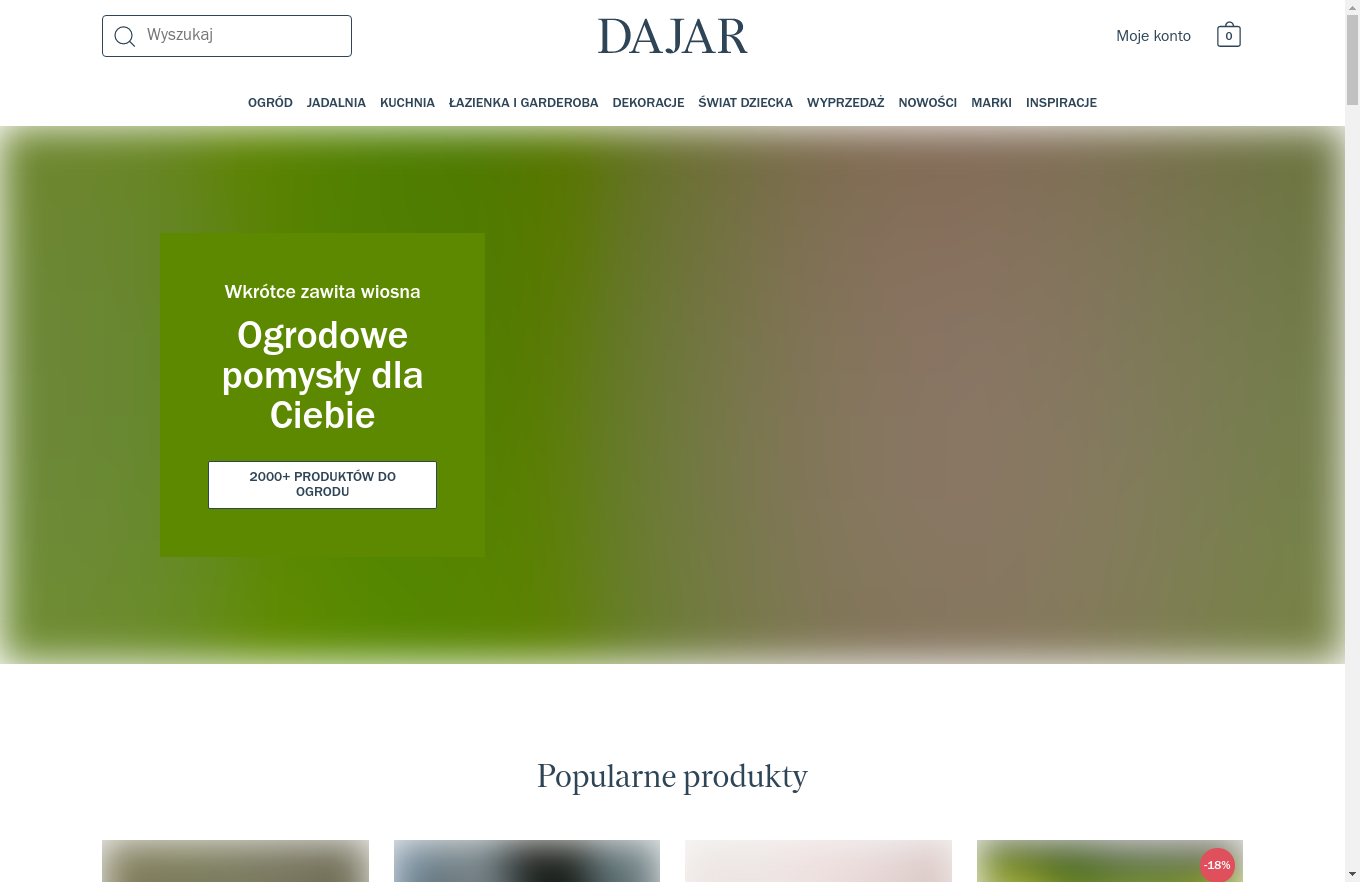 Wyszukaj
DAJAR
Moje konto
0
OGRÓD JADALNIA KUCHNIA ŁAZIENKA I GARDEROBA DEKORACJE ŚWIAT DZIECKA WYPRZEDAŻ NOWOŚCI MARKI INSPIRACJE
Wkrótce zawita wiosna
Ogrodowe
pomysły dla
Ciebie
2000+ PRODUKTÓW DO
OGRODU
Popularne produkty
-18%